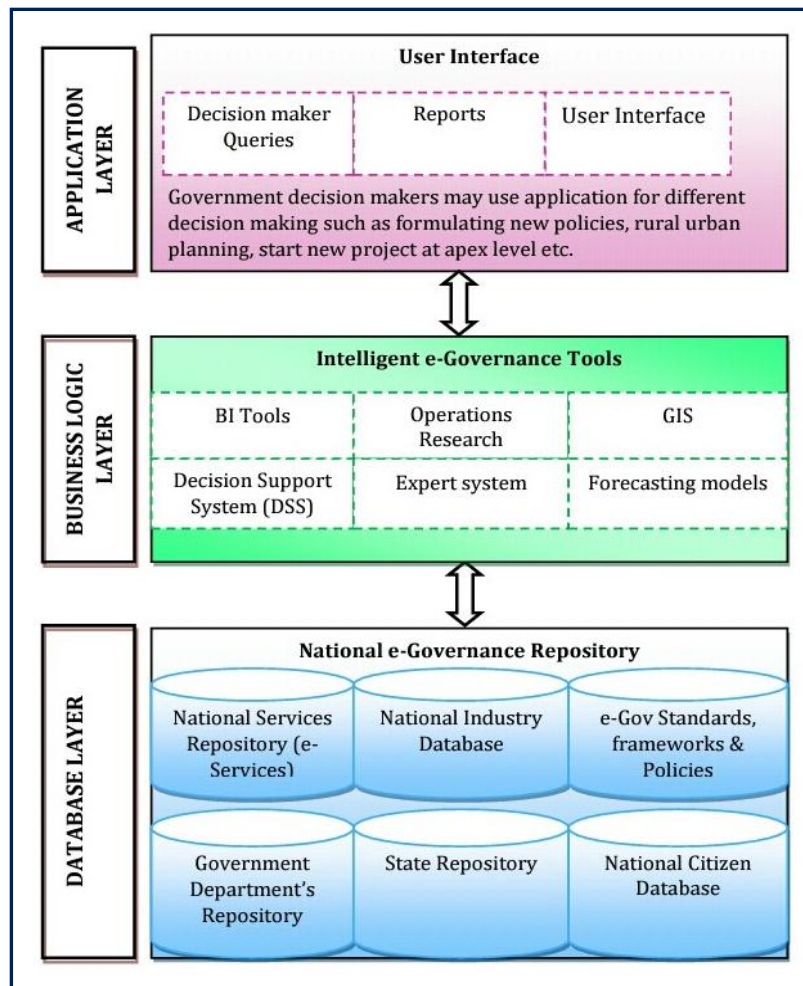 APPLICATION
LAYER
User Interface
Decision maker
Queries
Reports
User Interface
Government decision makers may use application for different
decision making such as formulating new policies, rural urban
planning, start new project at apex level etc.
BUSINESS LOGIC
LAYER
Intelligent e-Governance Tools
BI Tools
Operations
Research
GIS
Decision Support
System (DSS)
Expert system
Forecasting models
DATABASE LAYER
National e-Governance Repository
National Services
Repository (e-
Services)
National Industry
Database
e-Gov Standards,
frameworks &
Policies
Government
Department's
Repository
State Repository
National Citizen
Database